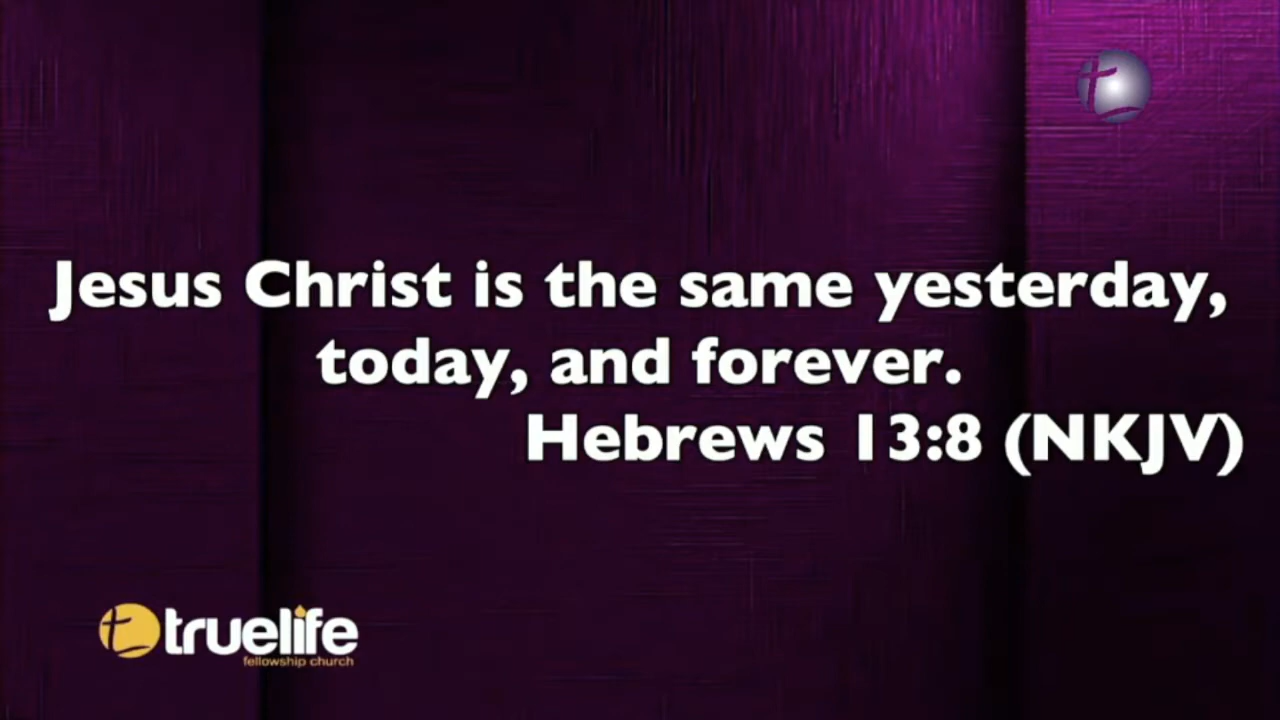 Jesus Christ is the same yesterday,
today, and forever.
Hebrews 13:8 (NKJV)
truelife
fellowship church